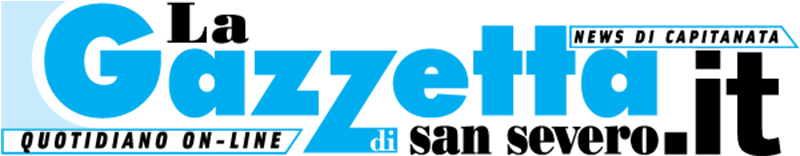 La
NEWS DI CAPITANATA
Gazzetta
QUOTIDIANO ON-LINE
di san severo.it